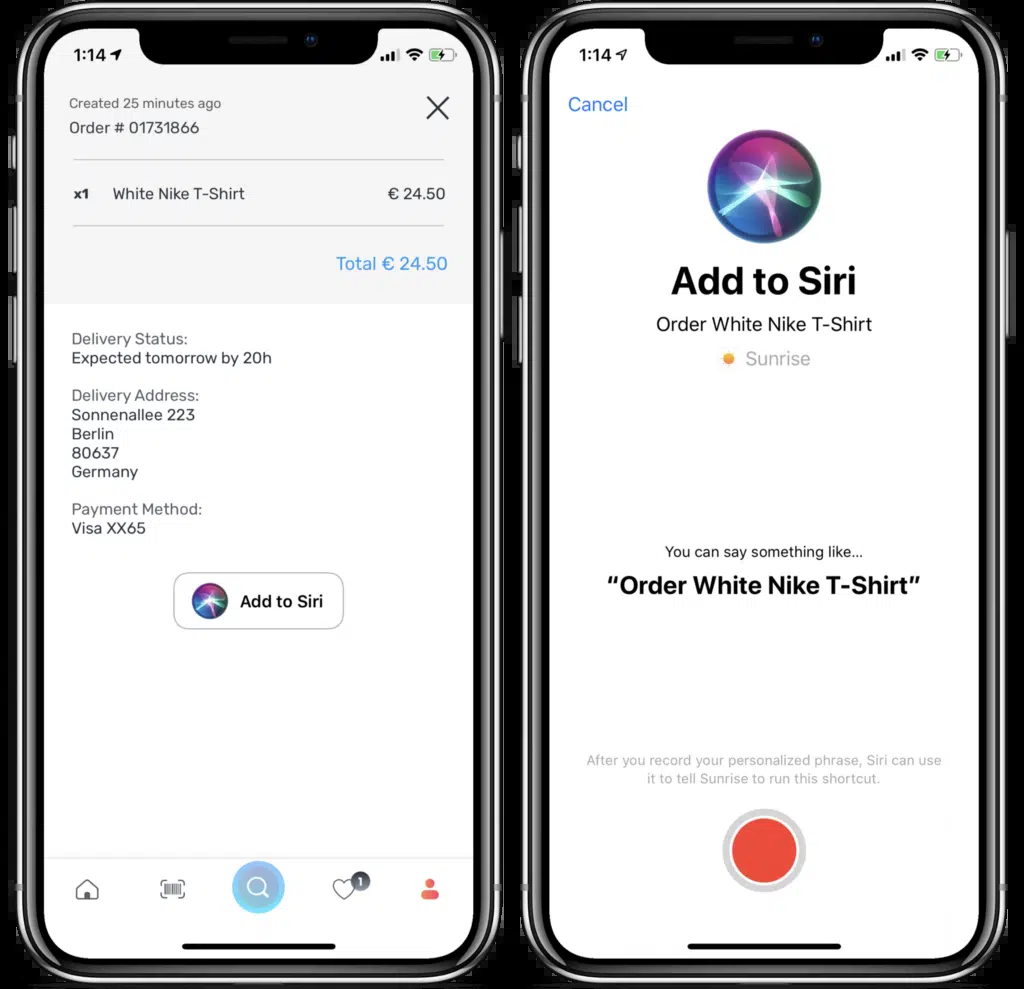 1:14
Created 25 minutes ago
Order # 01731866
x1 White Nike T-Shirt € 24.50
Total € 24.50
Delivery Status:
Expected tomorrow by 20h
Delivery Address:
Sonnenallee 223
Berlin
80637
Germany
Payment Method:
Visa XX65
Add to Siri
1
1:14
Cancel
Add to Siri
Order White Nike T-Shirt
Sunrise
You can say something like...
“Order White Nike T-Shirt”
After you record your personalized phrase, Siri can use
it to tell Sunrise to run this shortcut.